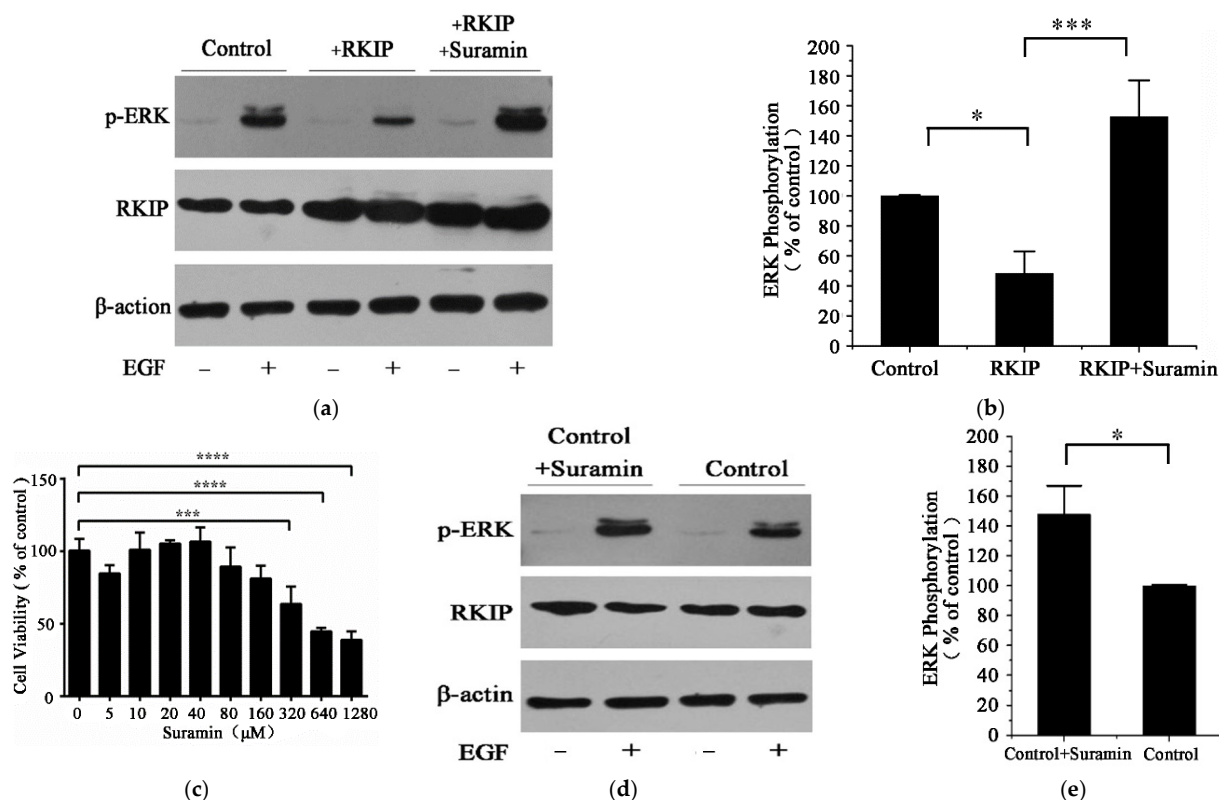 +RKIP
Control +RKIP +Suramin
p-ERK
RKIP
β-action
EGF – + – + – +
(a)
ERK Phosphorylation
( % of control )
200
180
160
140
120
100
80
60
40
20
0
*
***
Control RKIP RKIP+Suramin
(b)
Cell Viability ( % of control )
150
100
50
0
****
****
***
0 5 10 20 40 80 160 320 640 1280
Suramin (μM)
(c)
Control
+Suramin Control
p-ERK
RKIP
β-actin
EGF – + – +
(d)
ERK Phosphorylation
( % of control )
200
180
160
140
120
100
80
60
40
20
0
*
Control+Suramin Control
(e)